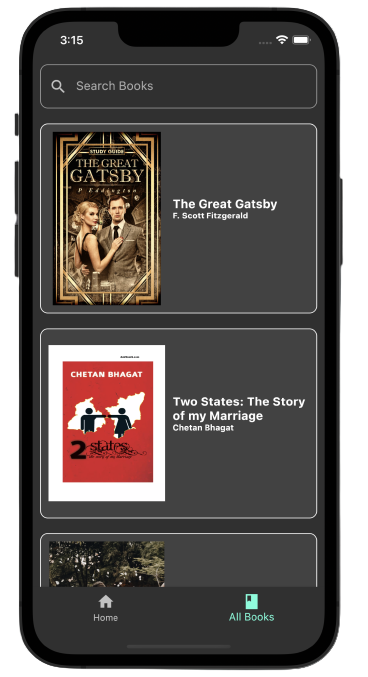 3:15
Search Books
STUDY GUIDE
THE GREAT
GATSBY
P Eddington
The Great Gatsby
F. Scott Fitzgerald
CHETAN BHAGAT
2 states
the story of my marriage
Two States: The Story
of my Marriage
Chetan Bhagat
Home
All Books